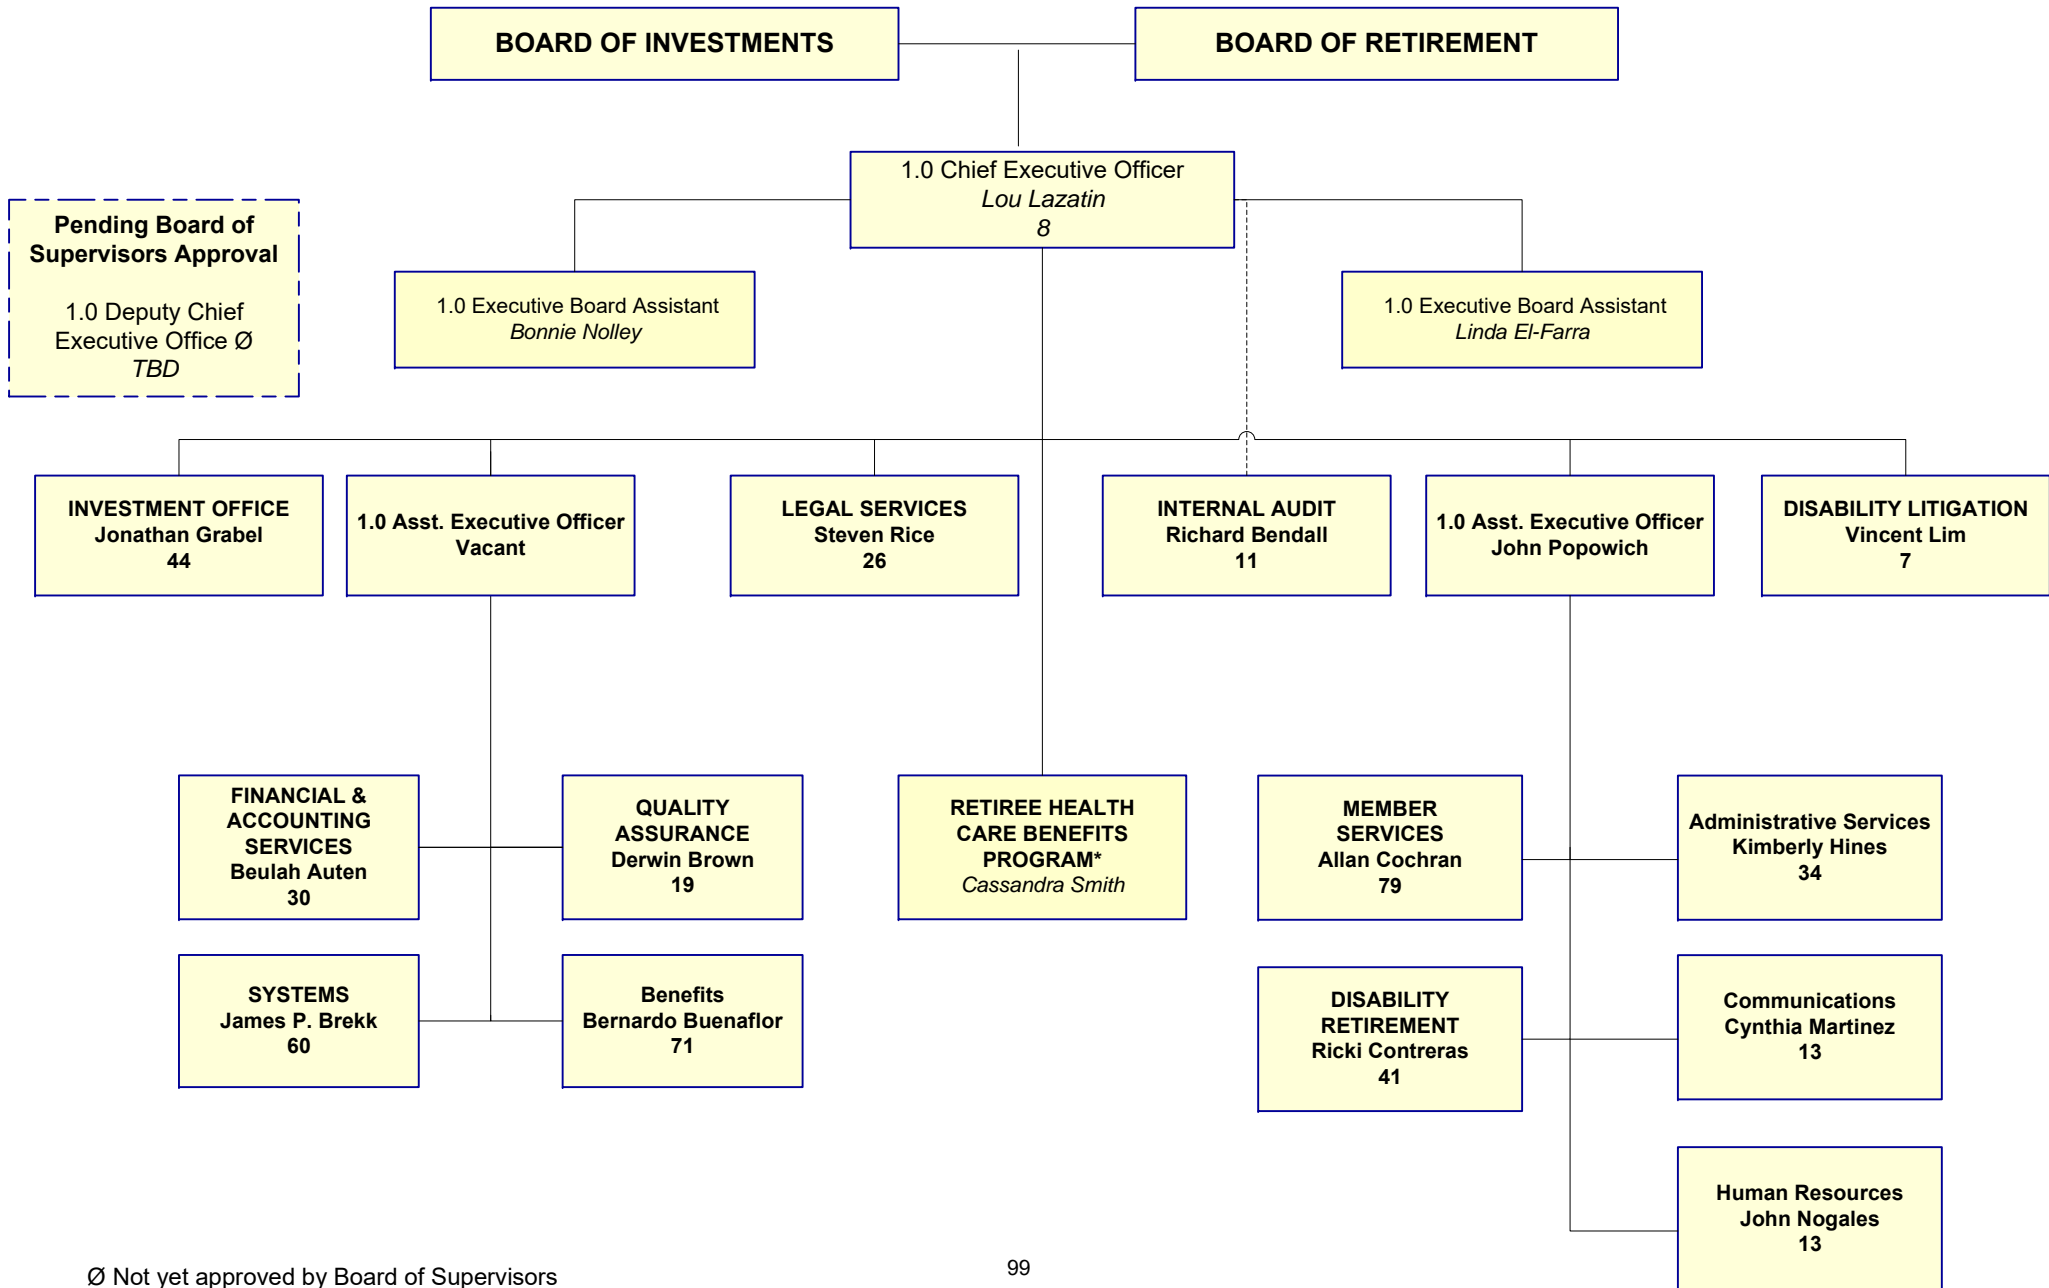 BOARD OF INVESTMENTS
BOARD OF RETIREMENT
1.0 Chief Executive Officer
Lou Lazatin
8
Pending Board of
Supervisors Approval
1.0 Deputy Chief
Executive Office Ø
TBD
1.0 Executive Board Assistant
Bonnie Nolley
1.0 Executive Board Assistant
Linda El-Farra
INVESTMENT OFFICE
Jonathan Grabel
44
1.0 Asst. Executive Officer
Vacant
LEGAL SERVICES
Steven Rice
26
INTERNAL AUDIT
Richard Bendall
11
1.0 Asst. Executive Officer
John Popowich
DISABILITY LITIGATION
Vincent Lim
7
FINANCIAL &
ACCOUNTING
SERVICES
Beulah Auten
30
QUALITY
ASSURANCE
Derwin Brown
19
RETIREE HEALTH
CARE BENEFITS
PROGRAM*
Cassandra Smith
MEMBER
SERVICES
Allan Cochran
79
Administrative Services
Kimberly Hines
34
SYSTEMS
James P. Brekk
60
Benefits
Bernardo Buenaflor
71
DISABILITY
RETIREMENT
Ricki Contreras
41
Communications
Cynthia Martinez
13
Human Resources
John Nogales
13
Ø Not yet approved by Board of Supervisors
99